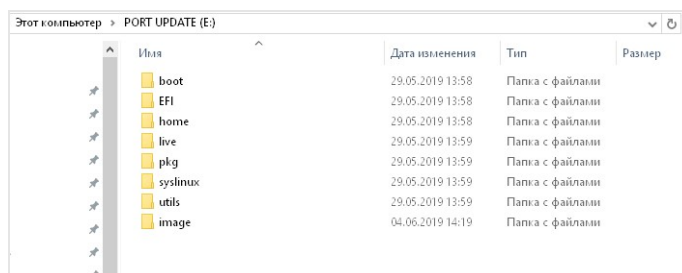 Этот компьютер > PORT UPDATE (E:)
Имя Дата изменения Тип Размер
boot 29.05.2019 13:58 Папка с файлами
EFI 29.05.2019 13:58 Папка с файлами
home 29.05.2019 13:58 Папка с файлами
live 29.05.2019 13:59 Папка с файлами
pkg 29.05.2019 13:59 Папка с файлами
syslinux 29.05.2019 13:59 Папка с файлами
utils 29.05.2019 13:59 Папка с файлами
image 04.06.2019 14:19 Папка с файлами